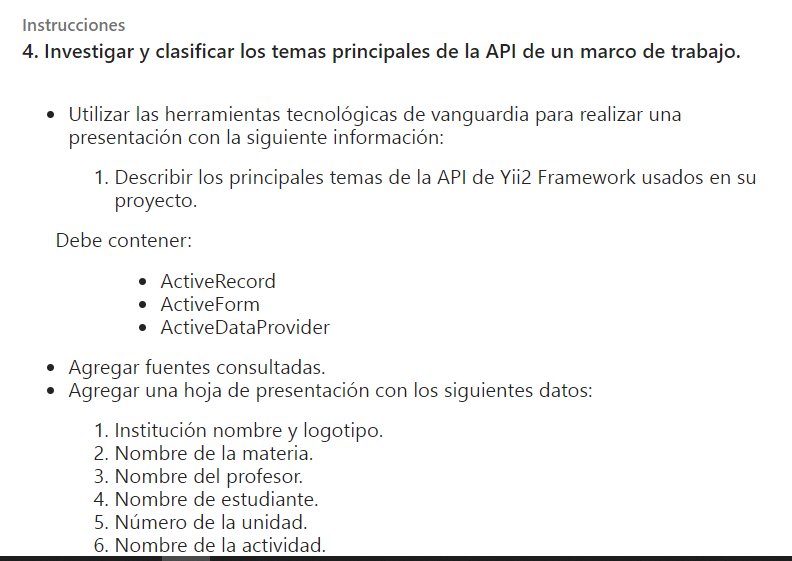 Instrucciones
4. Investigar y clasificar los temas principales de la API de un marco de trabajo.
• Utilizar las herramientas tecnológicas de vanguardia para realizar una
presentación con la siguiente información:
1. Describir los principales temas de la API de Yii2 Framework usados en su
proyecto.
Debe contener:
• ActiveRecord
• ActiveForm
• ActiveDataProvider
• Agregar fuentes consultadas.
• Agregar una hoja de presentación con los siguientes datos:
1. Institución nombre y logotipo.
2. Nombre de la materia.
3. Nombre del profesor.
4. Nombre de estudiante.
5. Número de la unidad.
6. Nombre de la actividad.